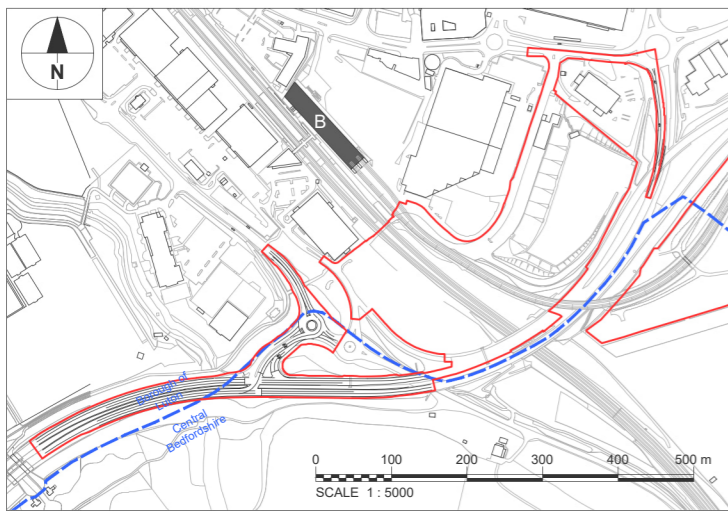 N
B
Borough of
Luton
Central
Bedfordshire
0 100 200 300 400 500 m
SCALE 1 : 5000